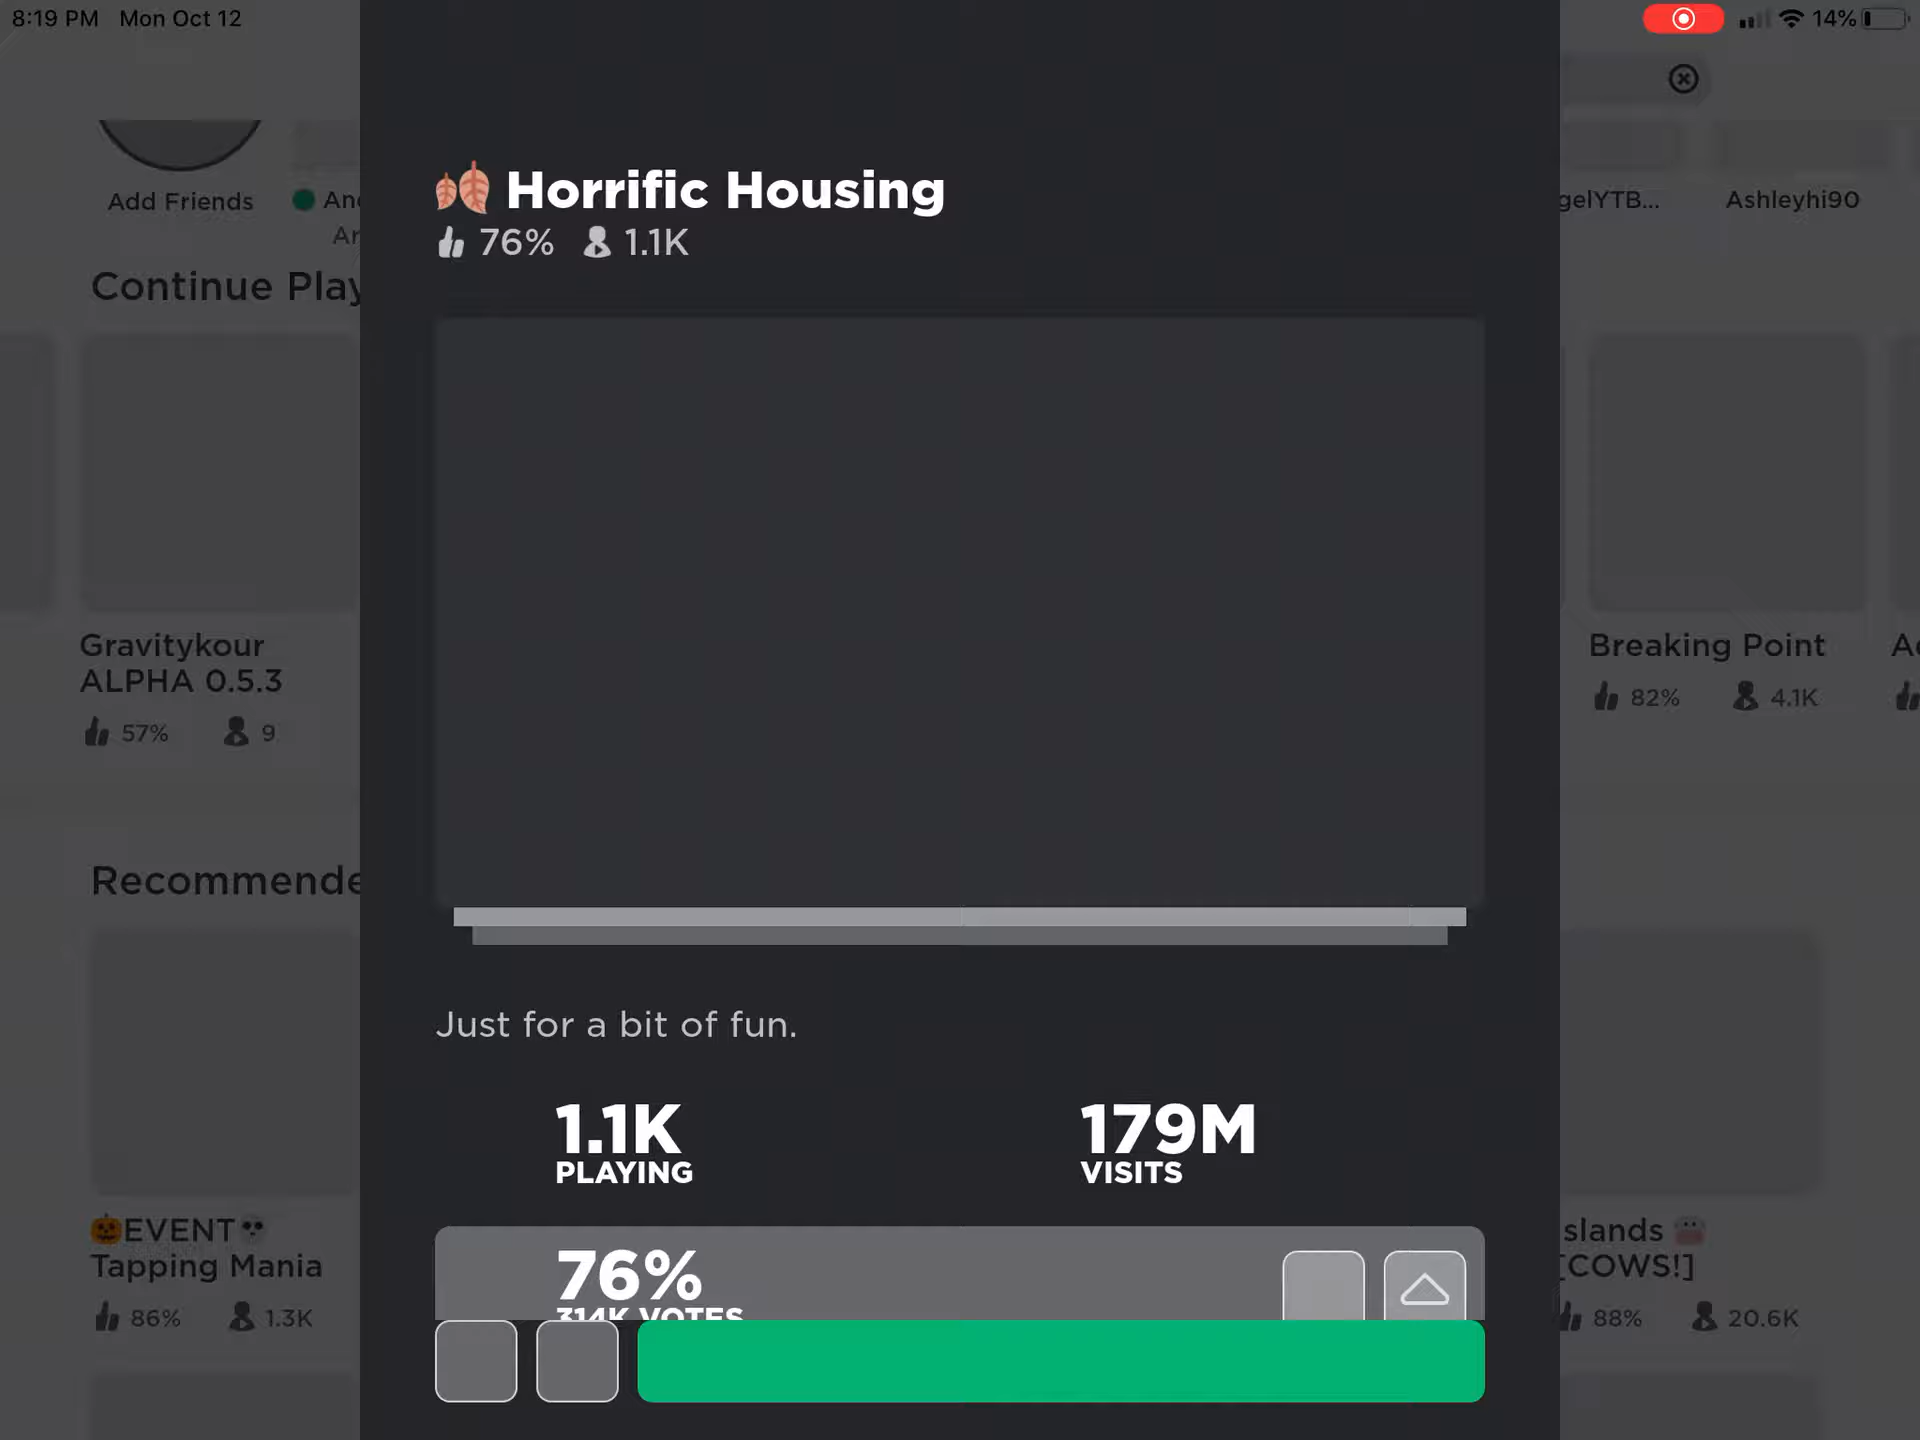 8:19 PM Mon Oct 12
14%
Add Friends
Ashleyhi90
Horrific Housing
76% 1.1K
Continue Play
Gravitykour
ALPHA 0.5.3
57% 9
Breaking Point
82% 4.1K
Recommende
Just for a bit of fun.
1.1K
PLAYING
179M
VISITS
76%
314K VOTES
EVENT
Tapping Mania
86% 1.3K
slands
[COWS!]
88% 20.6K